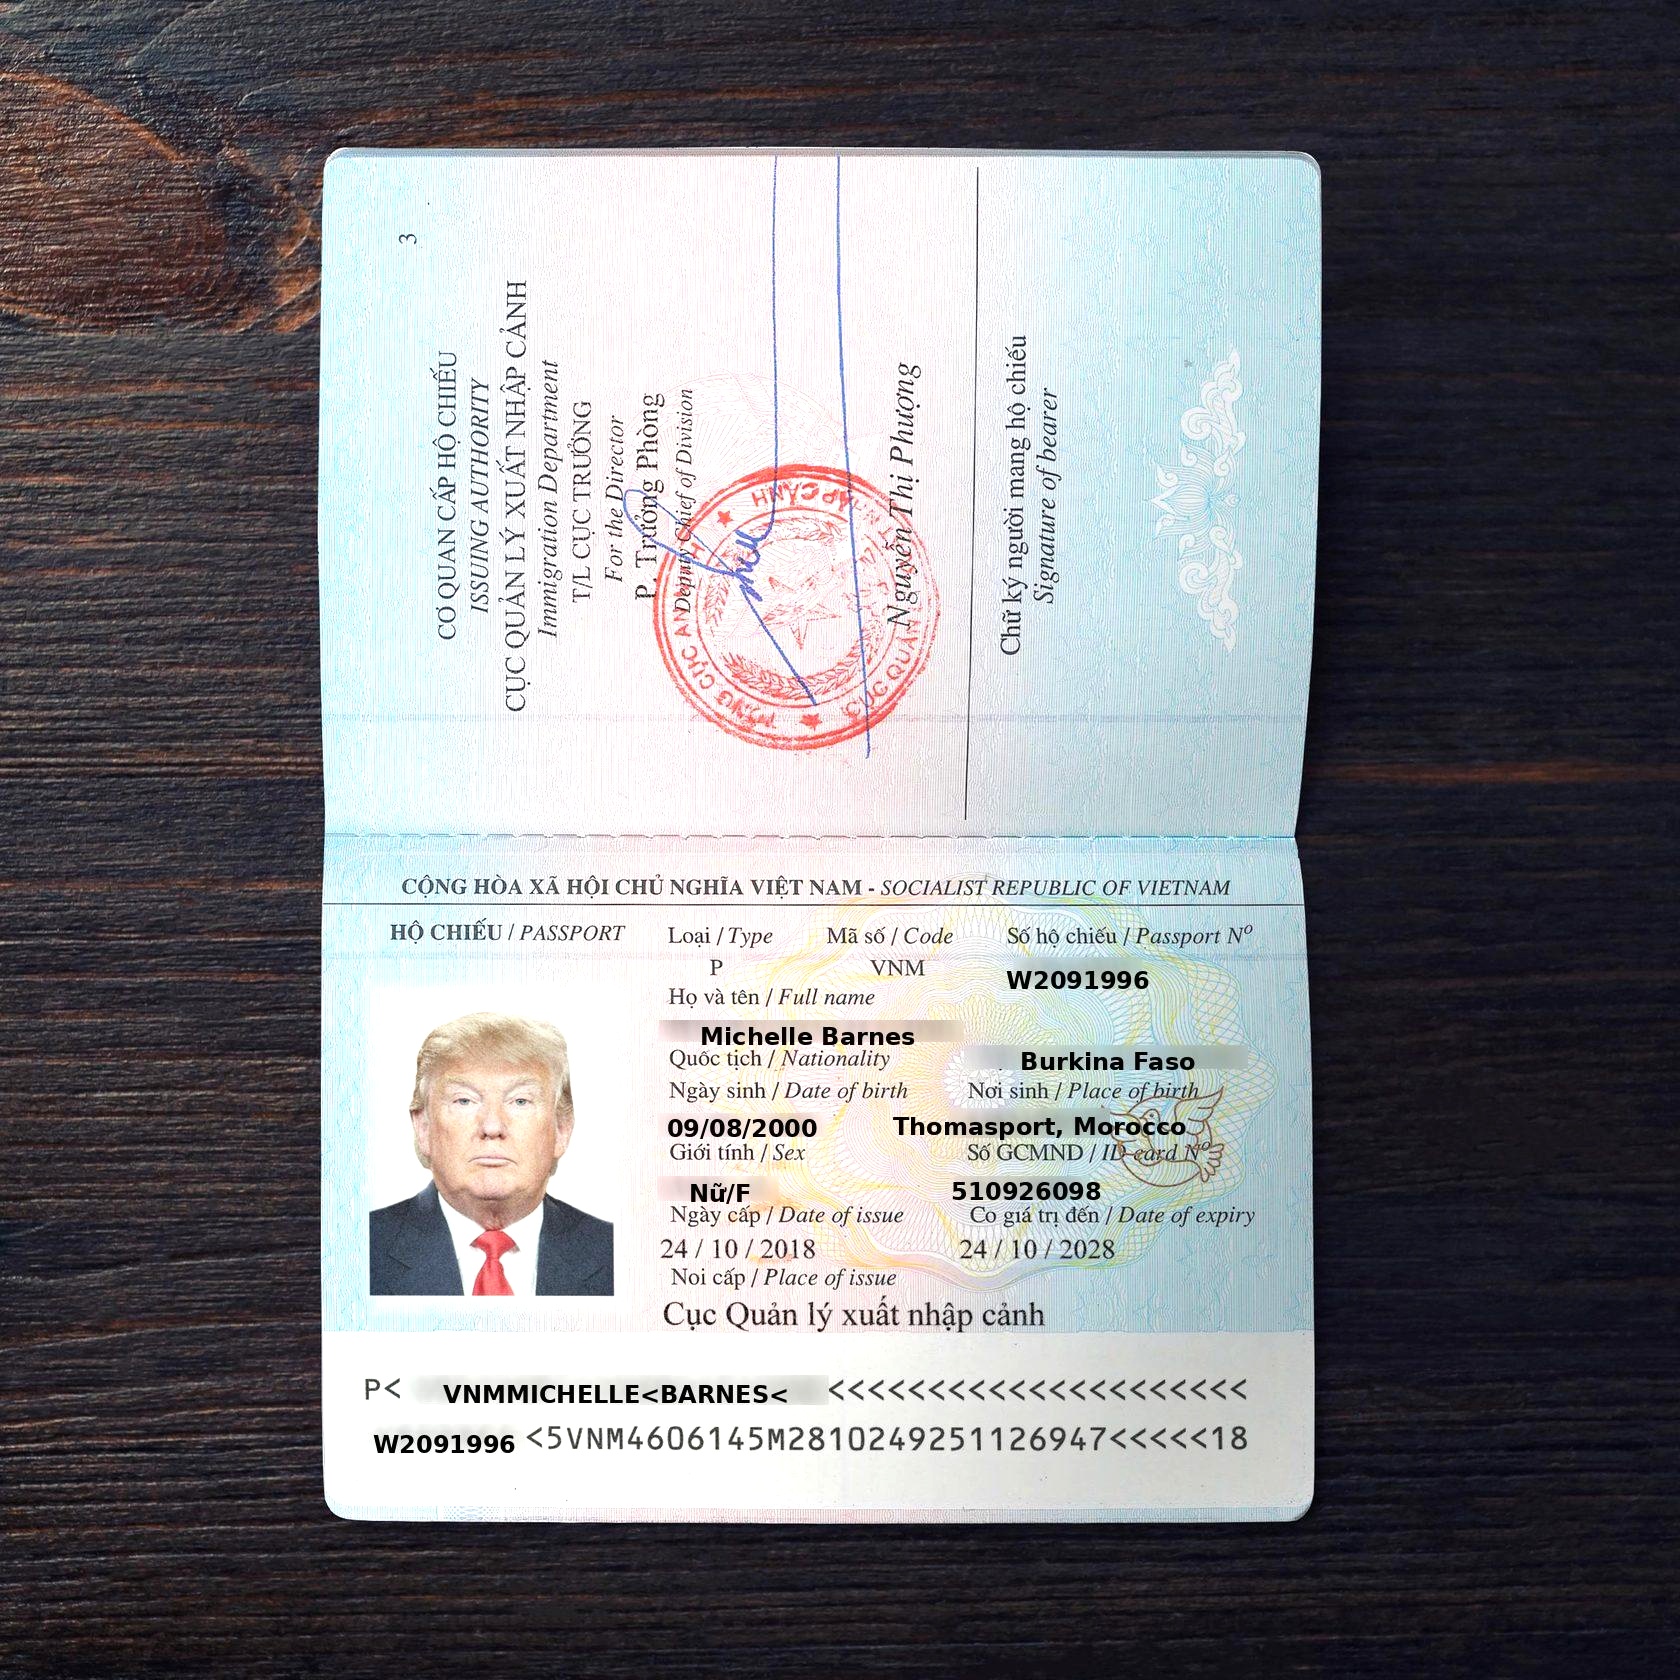 3
CƠ QUAN CẤP HỘ CHIẾU
ISSUING AUTHORITY
CỤC QUẢN LÝ XUẤT NHẬP CẢNH
Immigration Department
T/L CỤC TRƯỞNG
For the Director
P. Trưởng Phòng
Deputy Chief of Division
Nguyễn Thị Phượng
Chữ ký người mang hộ chiếu
Signature of bearer
CỘNG HÒA XÃ HỘI CHỦ NGHĨA VIỆT NAM - SOCIALIST REPUBLIC OF VIETNAM
HỘ CHIẾU / PASSPORT
Loại / Type Mã số / Code Số hộ chiếu / Passport Nº
P VNM W2091996
Họ và tên / Full name
Michelle Barnes
Quốc tịch / Nationality Burkina Faso
Ngày sinh / Date of birth Nơi sinh / Place of birth
09/08/2000 Thomasport, Morocco
Giới tính / Sex Số GCMND / ID card Nº
Nữ/F 510926098
Ngày cấp / Date of issue Co giá trị đến / Date of expiry
24 / 10 / 2018 24 / 10 / 2028
Noi cấp / Place of issue
Cục Quản lý xuất nhập cảnh
P< VNMMICHELLE<BARNES< <<<<<<<<<<<<<<<<<<<<<
W2091996 <5VNM4606145M2810249251126947<<<<<18